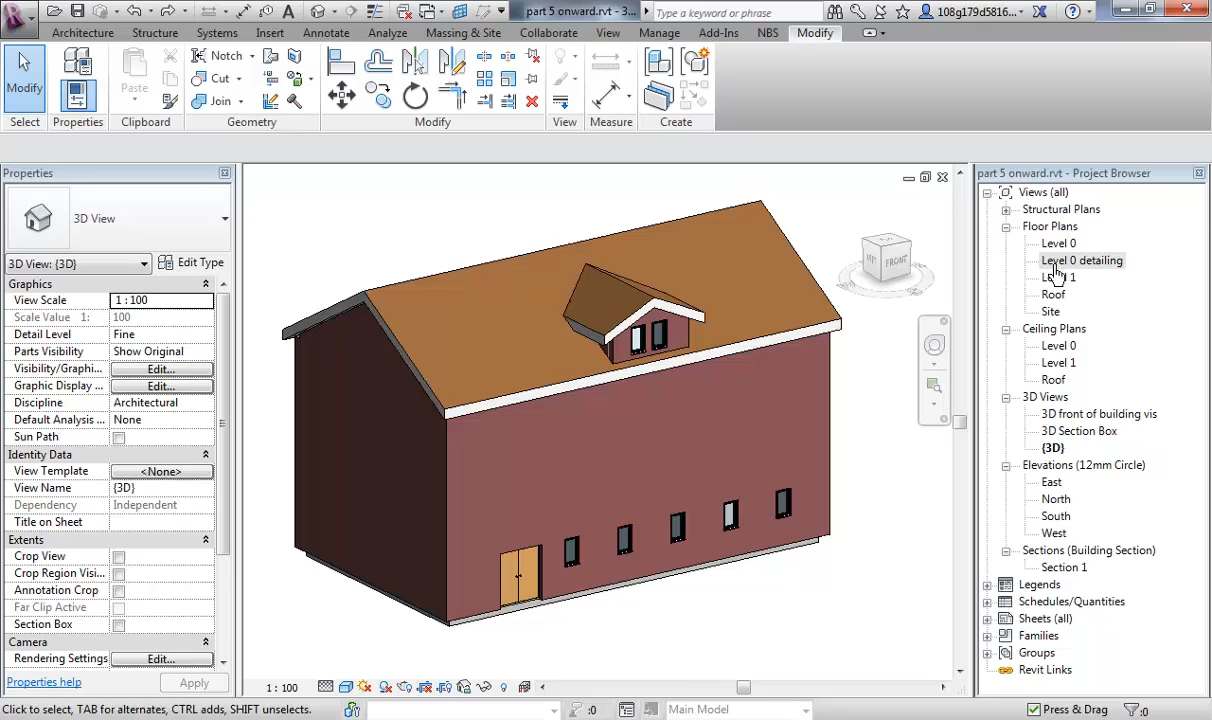 part 5 onward.rvt - 3...
Type a keyword or phrase
108g179d5816...
Architecture Structure Systems Insert Annotate Analyze Massing & Site Collaborate View Manage Add-Ins NBS Modify
Modify
Paste
Notch
Cut
Join
Select Properties Clipboard Geometry Modify View Measure Create
Properties
3D View
3D View: {3D} Edit Type
Graphics
View Scale 1 : 100
Scale Value 1: 100
Detail Level Fine
Parts Visibility Show Original
Visibility/Graphi... Edit...
Graphic Display ... Edit...
Discipline Architectural
Default Analysis ... None
Sun Path
Identity Data
View Template <None>
View Name {3D}
Dependency Independent
Title on Sheet
Extents
Crop View
Crop Region Visi...
Annotation Crop
Far Clip Active
Section Box
Camera
Rendering Settings Edit...
Properties help Apply
FRONT
1 : 100
part 5 onward.rvt - Project Browser
Views (all)
Structural Plans
Floor Plans
Level 0
Level 0 detailing
1
Roof
Site
Ceiling Plans
Level 0
Level 1
Roof
3D Views
3D front of building vis
3D Section Box
{3D}
Elevations (12mm Circle)
East
North
South
West
Sections (Building Section)
Section 1
Legends
Schedules/Quantities
Sheets (all)
Families
Groups
Revit Links
Click to select, TAB for alternates, CTRL adds, SHIFT unselects.
:0
Main Model
Press & Drag
:0